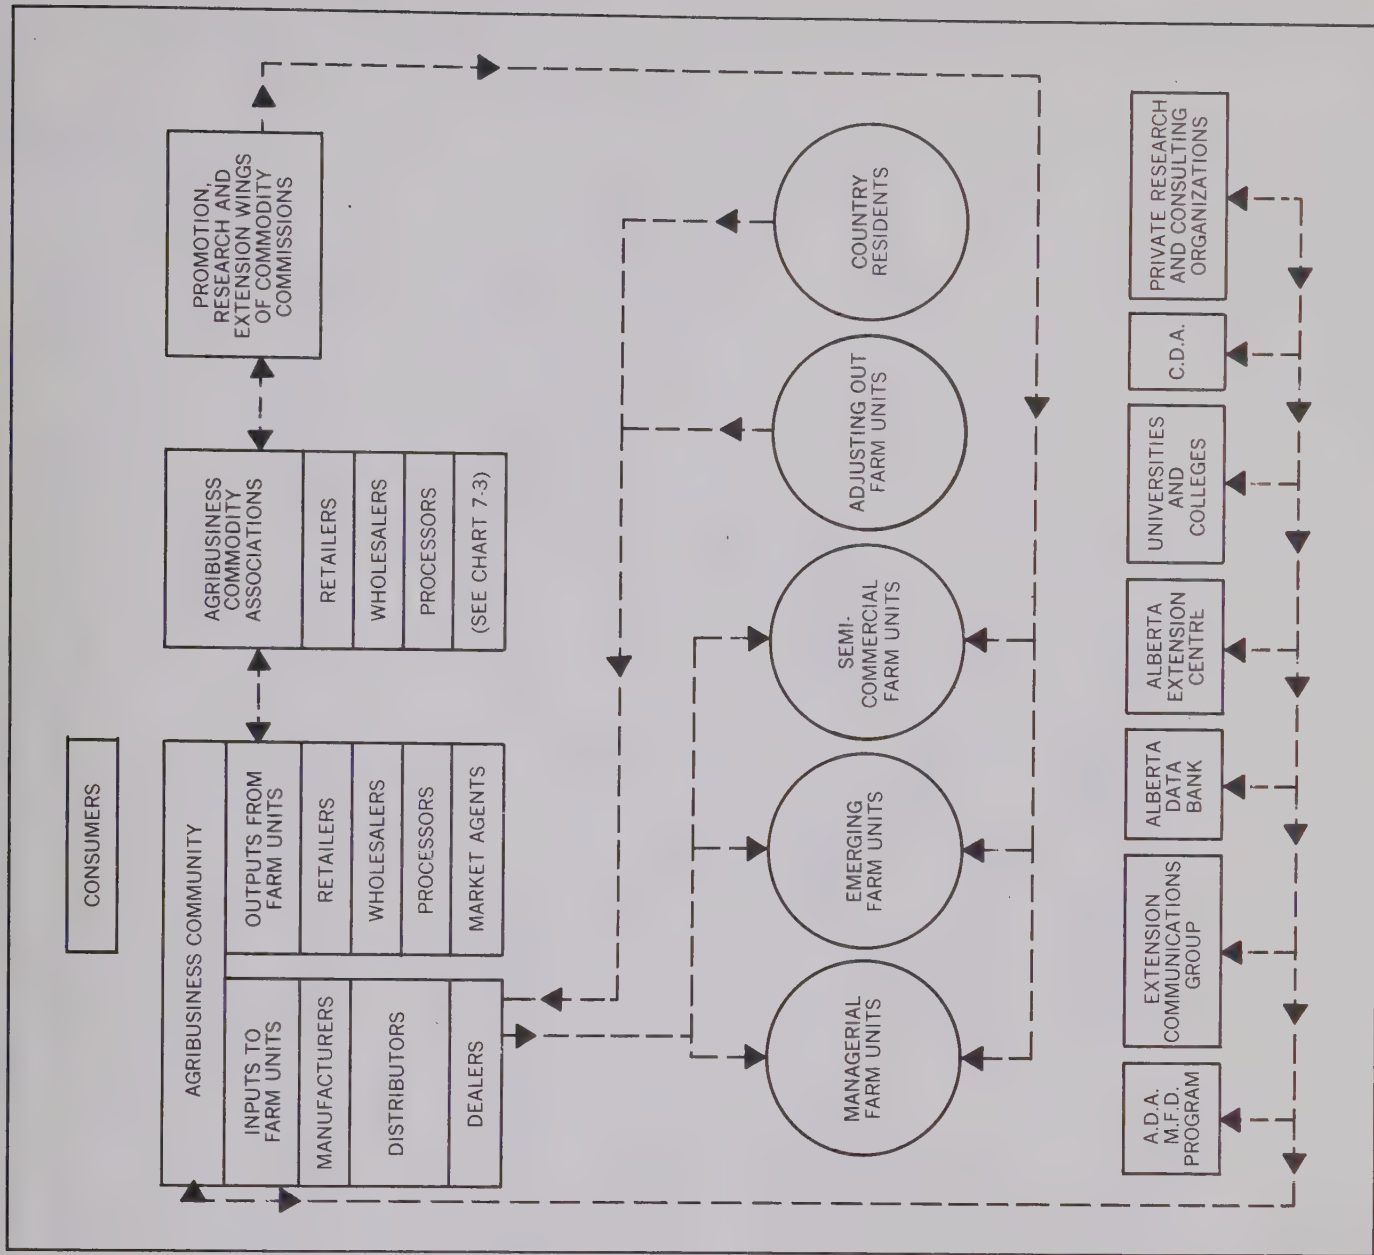 CONSUMERS
AGRIBUSINESS COMMUNITY
INPUTS TO
FARM UNITS
MANUFACTURERS
DISTRIBUTORS
DEALERS
OUTPUTS FROM
FARM UNITS
RETAILERS
WHOLESALERS
PROCESSORS
MARKET AGENTS
AGRIBUSINESS
COMMODITY
ASSOCIATIONS
RETAILERS
WHOLESALERS
PROCESSORS
(SEE CHART 7-3)
PROMOTION,
RESEARCH AND
EXTENSION WINGS
OF COMMODITY
COMMISSIONS
MANAGERIAL
FARM UNITS
EMERGING
FARM UNITS
SEMI-
COMMERCIAL
FARM UNITS
ADJUSTING OUT
FARM UNITS
COUNTRY
RESIDENTS
A.D.A.
M.F.D.
PROGRAM
EXTENSION
COMMUNICATIONS
GROUP
ALBERTA
DATA
BANK
ALBERTA
EXTENSION
CENTRE
UNIVERSITIES
AND
COLLEGES
C.D.A.
PRIVATE RESEARCH
AND CONSULTING
ORGANIZATIONS